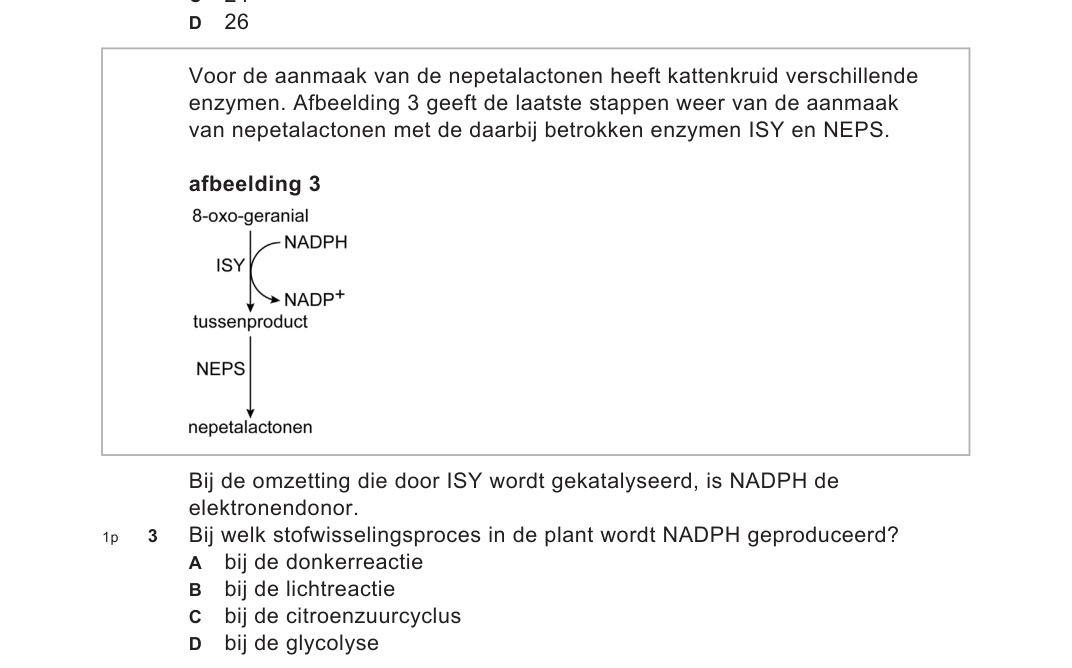 D 26
Voor de aanmaak van de nepetalactonen heeft kattenkruid verschillende
enzymen. Afbeelding 3 geeft de laatste stappen weer van de aanmaak
van nepetalactonen met de daarbij betrokken enzymen ISY en NEPS.
afbeelding 3
8-oxo-geranial
NADPH
ISY
NADP+
tussenproduct
NEPS
nepetalactonen
Bij de omzetting die door ISY wordt gekatalyseerd, is NADPH de
elektronendonor.
1p 3 Bij welk stofwisselingsproces in de plant wordt NADPH geproduceerd?
A bij de donkerreactie
B bij de lichtreactie
C bij de citroenzuurcyclus
D bij de glycolyse